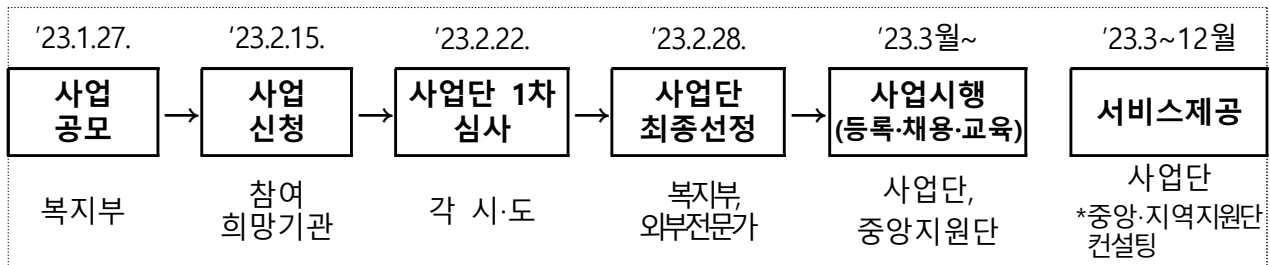 '23.1.27.
'23.2.15.
'23.2.22.
'23.2.28.
'23.3월~
'23.3~12월
사업
공모
→
사업
신청
→
사업단 1차
심사
→
사업단
최종선정
→
사업시행
(등록·채용·교육)
서비스제공
복지부
참여
희망기관
각 시·도
복지부,
외부전문가
사업단,
중앙지원단
사업단
*중앙·지역지원단
컨설팅